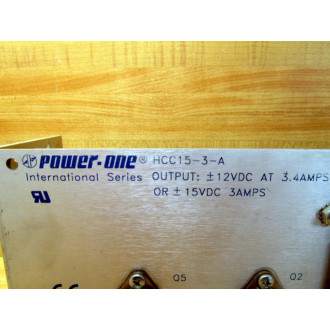 power-one® HCC15-3-A
International Series OUTPUT: ±12VDC AT 3.4AMPS
OR ±15VDC 3AMPS
Q5 Q2